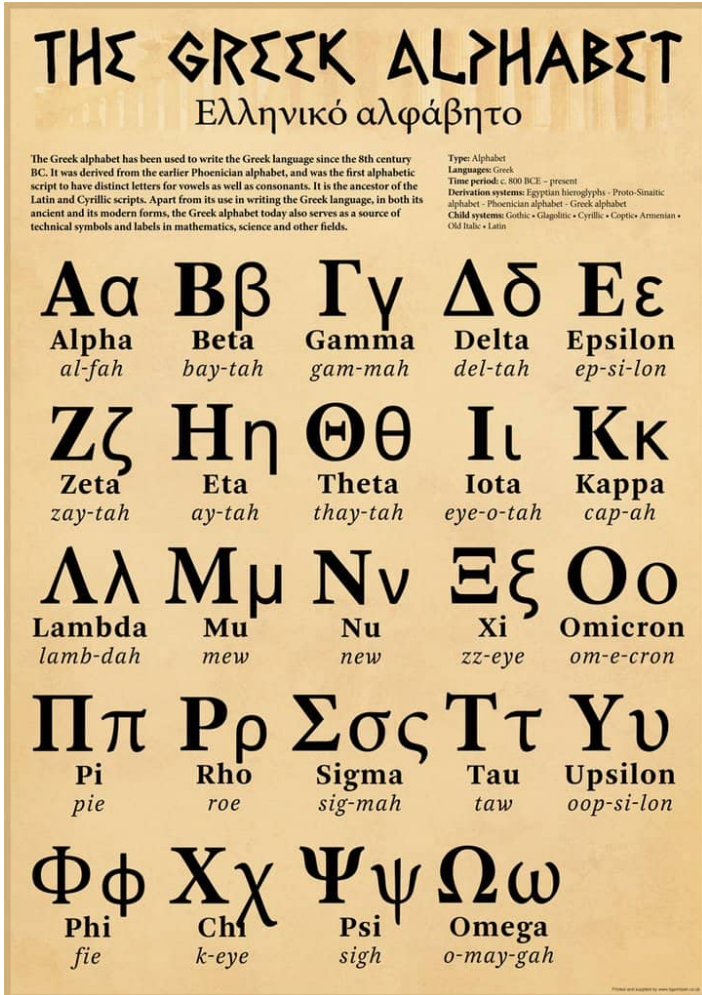 THE GREEK ALPHABET
Ελληνικό αλφάβητο
The Greek alphabet has been used to write the Greek language since the 8th century
BC. It was derived from the earlier Phoenician alphabet, and was the first alphabetic
script to have distinct letters for vowels as well as consonants. It is the ancestor of the
Latin and Cyrillic scripts. Apart from its use in writing the Greek language, in both its
ancient and its modern forms, the Greek alphabet today also serves as a source of
technical symbols and labels in mathematics, science and other fields.
Type: Alphabet
Languages: Greek
Time period: c. 800 BCE – present
Derivation systems: Egyptian hieroglyphs - Proto-Sinaitic
alphabet - Phoenician alphabet - Greek alphabet
Child systems: Gothic • Glagolitic • Cyrillic • Coptic• Armenian •
Old Italic • Latin
Αα Ββ Γγ Δδ Εε
Alpha Beta Gamma Delta Epsilon
al-fah bay-tah gam-mah del-tah ep-si-lon
Ζζ Ηη Θθ Ιι Κκ
Zeta Eta Theta Iota Kappa
zay-tah ay-tah thay-tah eye-o-tah cap-ah
Λλ Μμ Νν Ξξ Οο
Lambda Mu Nu Xi Omicron
lamb-dah mew new zz-eye om-e-cron
Ππ Ρρ Σσς Ττ Υυ
Pi Rho Sigma Tau Upsilon
pie roe sig-mah taw oop-si-lon
Φϕ Χχ Ψψ Ωω
Phi Chi Psi Omega
fie k-eye sigh o-may-gah
Printed and supplied by